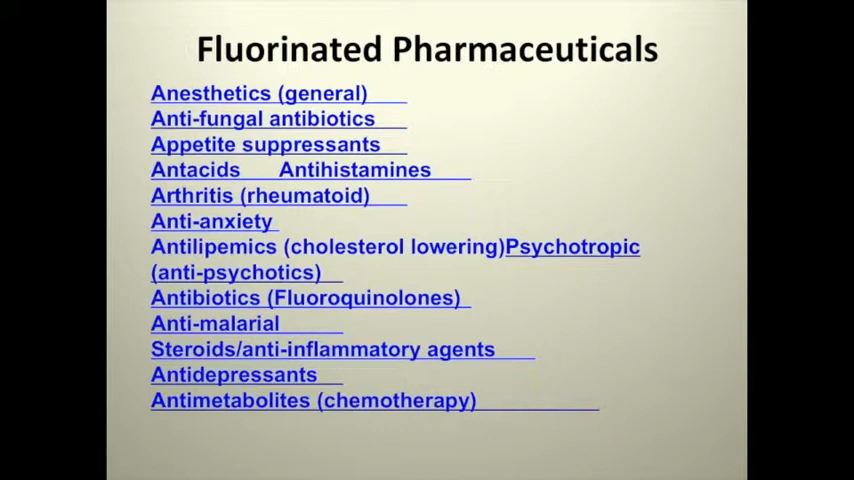 Fluorinated Pharmaceuticals
Anesthetics (general)
Anti-fungal antibiotics
Appetite suppressants
Antacids Antihistamines
Arthritis (rheumatoid)
Anti-anxiety
Antilipemics (cholesterol lowering)Psychotropic
(anti-psychotics)
Antibiotics (Fluoroquinolones)
Anti-malarial
Steroids/anti-inflammatory agents
Antidepressants
Antimetabolites (chemotherapy)